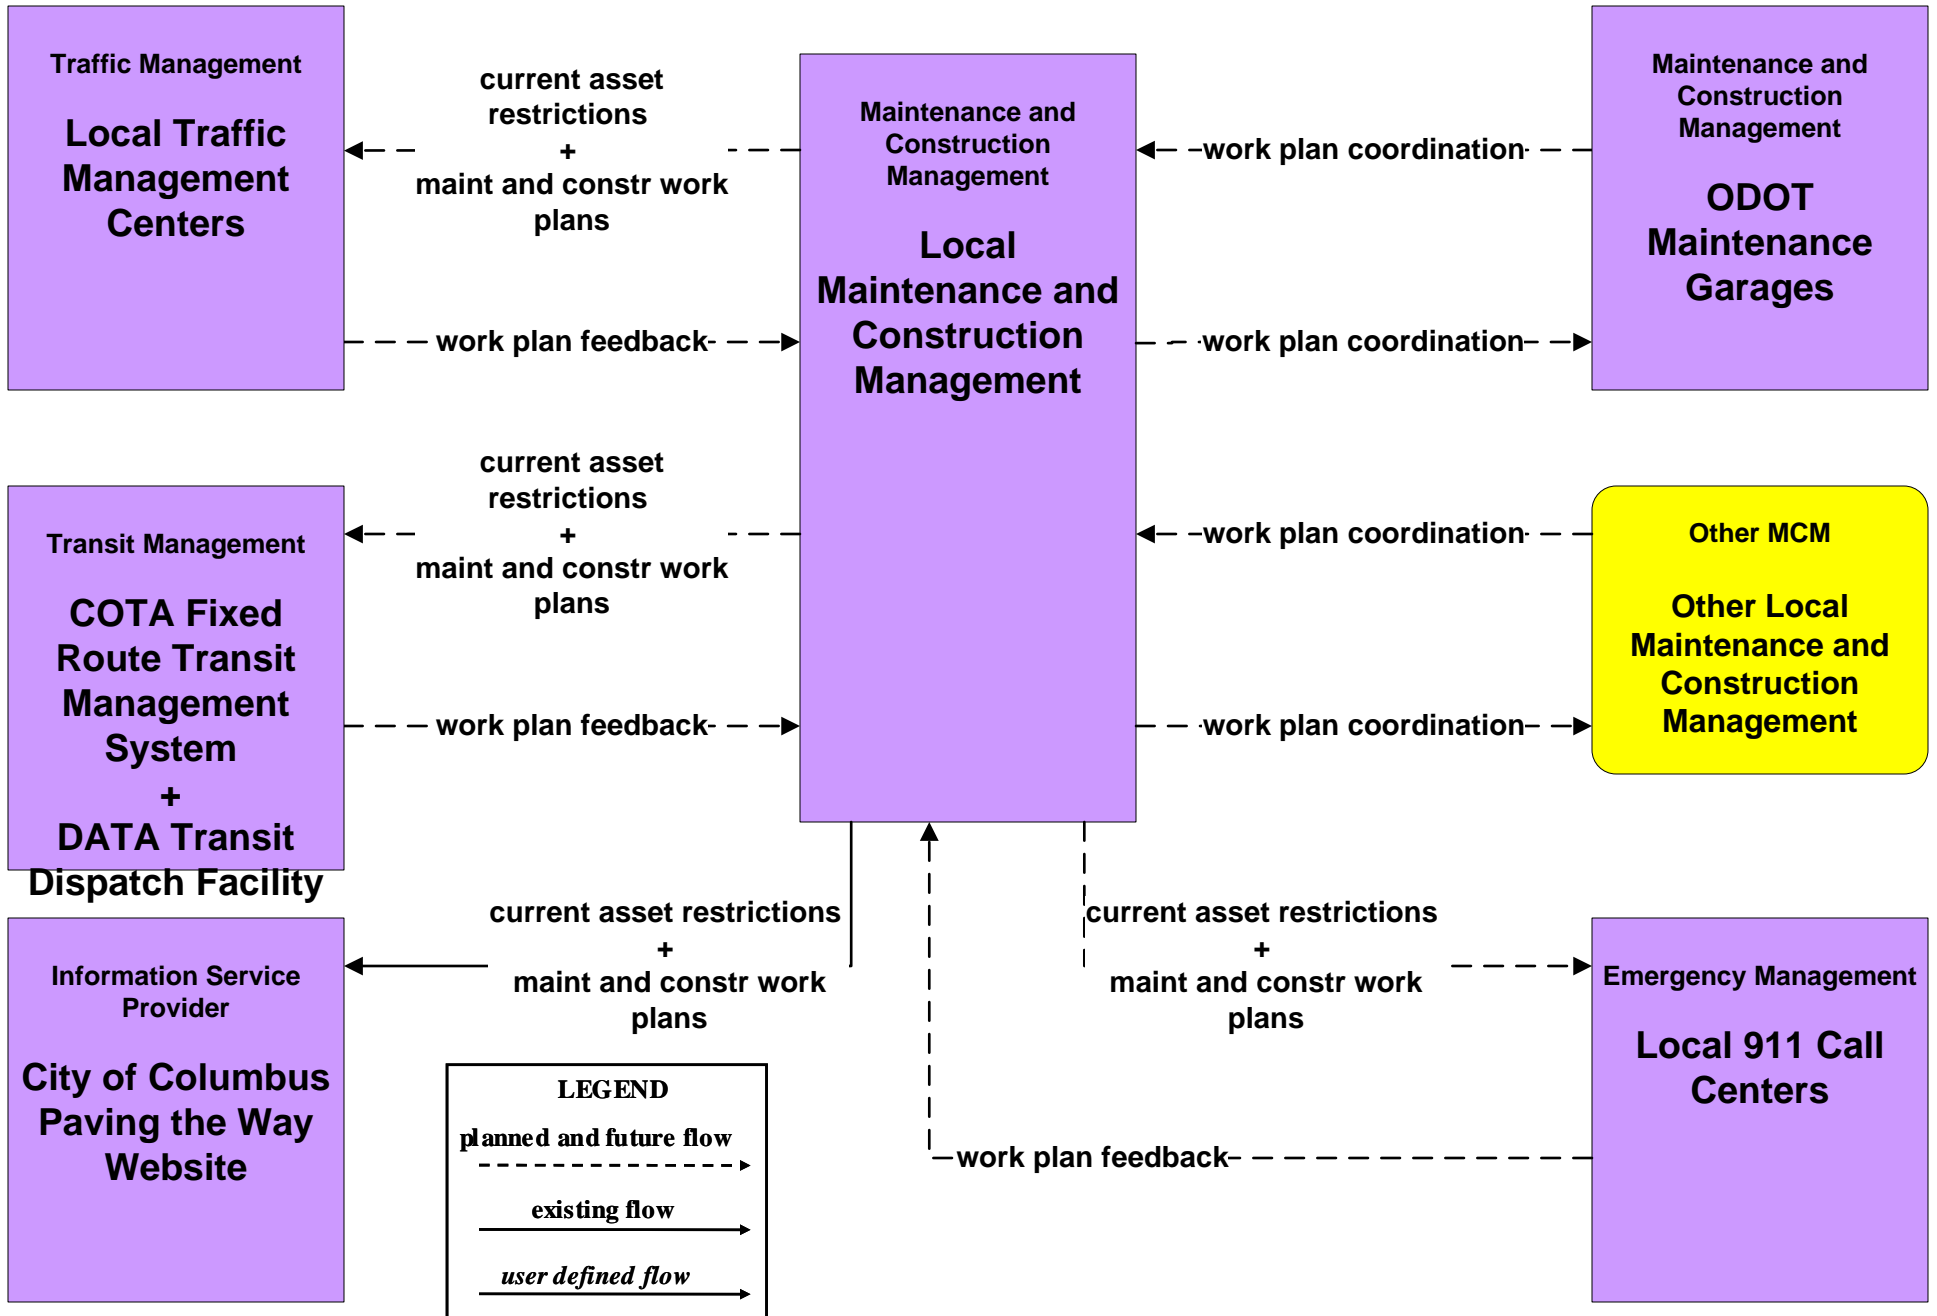 Traffic Management
Local Traffic
Management
Centers
current asset
restrictions
+
maint and constr work
plans
work plan feedback
Maintenance and
Construction
Management
Local
Maintenance and
Construction
Management
work plan coordination
work plan coordination
Maintenance and
Construction
Management
ODOT
Maintenance
Garages
Transit Management
COTA Fixed
Route Transit
Management
System
+
DATA Transit
Dispatch Facility
current asset
restrictions
+
maint and constr work
plans
work plan feedback
work plan coordination
work plan coordination
Other MCM
Other Local
Maintenance and
Construction
Management
Information Service
Provider
City of Columbus
Paving the Way
Website
current asset restrictions
+
maint and constr work
plans
current asset restrictions
+
maint and constr work
plans
work plan feedback
Emergency Management
Local 911 Call
Centers
LEGEND
planned and future flow
existing flow
user defined flow